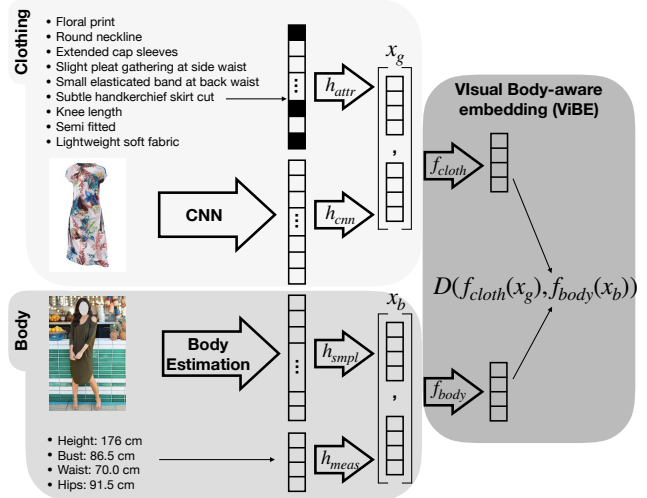 Clothing
• Floral print
• Round neckline
• Extended cap sleeves
• Slight pleat gathering at side waist
• Small elasticated band at back waist
• Subtle handkerchief skirt cut
• Knee length
• Semi fitted
• Lightweight soft fabric
h_attr
x_g
,
CNN
h_cnn
VIsual Body-aware
embedding (ViBE)
f_cloth
D(f_cloth(x_g),f_body(x_b))
f_body
Body
Body
Estimation
h_smpl
x_b
,
• Height: 176 cm
• Bust: 86.5 cm
• Waist: 70.0 cm
• Hips: 91.5 cm
h_meas